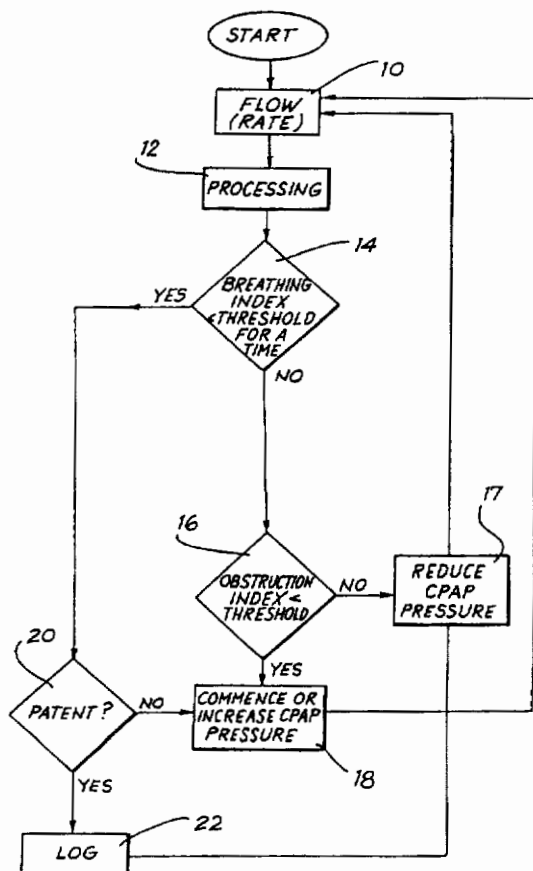 START
10
FLOW
(RATE)
12
PROCESSING
14
YES
BREATHING
INDEX
<THRESHOLD
FOR A
TIME
NO
16
17
OBSTRUCTION
INDEX <
THRESHOLD
NO
REDUCE
CPAP
PRESSURE
20
YES
PATENT?
NO
COMMENCE OR
INCREASE CPAP
PRESSURE
18
YES
22
LOG